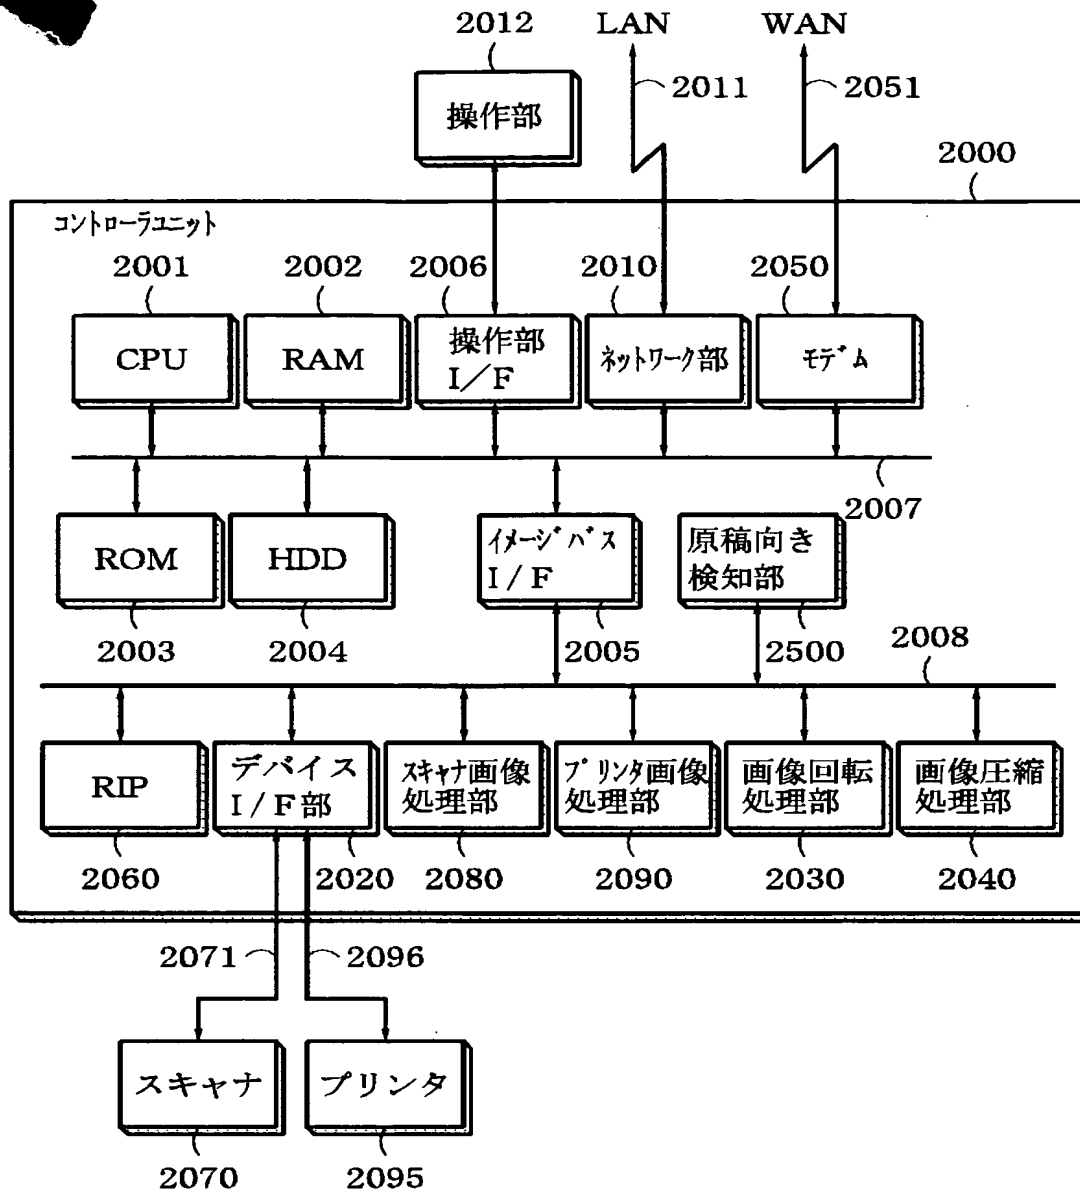 2012 LAN WAN
操作部 2011 2051
2000
コントローラユニット
2001 2002 2006 2010 2050
CPU RAM 操作部 ネットワーク部 モデム
I/F
2007
ROM HDD イメージバス 原稿向き
I/F 検知部
2003 2004 2005 2500 2008
RIP デバイス スキャナ画像 プリンタ画像 画像回転 画像圧縮
I/F部 処理部 処理部 処理部 処理部
2060 2020 2080 2090 2030 2040
2071 2096
スキャナ プリンタ
2070 2095